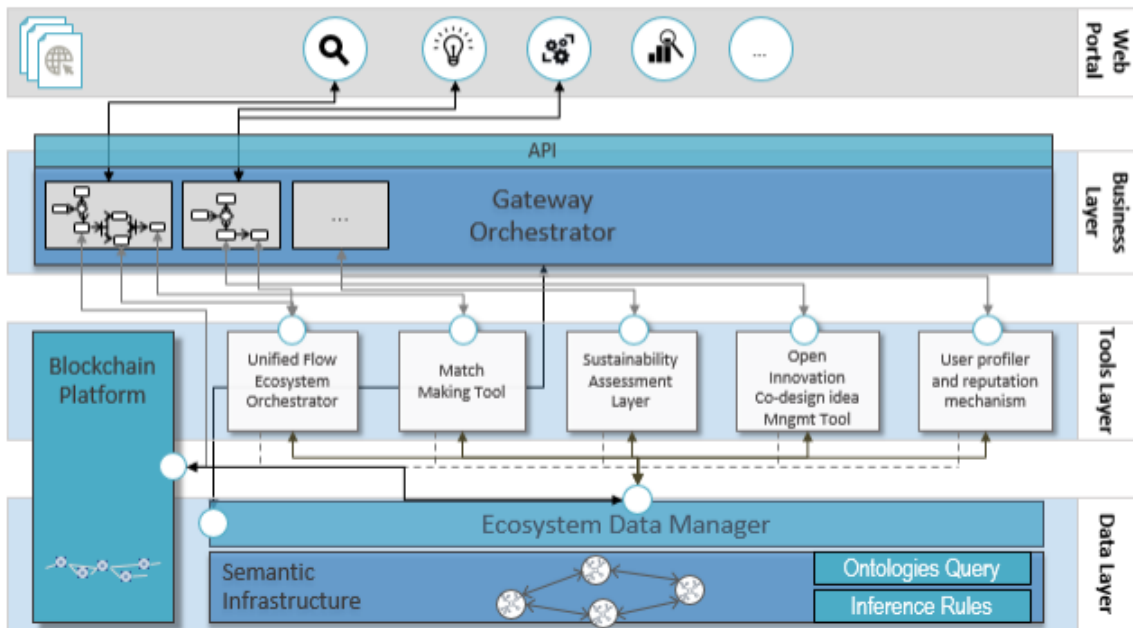 Web
Portal
...
API
Business
Layer
Gateway
Orchestrator
...
Tools Layer
Blockchain
Platform
Unified Flow
Ecosystem
Orchestrator
Match
Making Tool
Sustainability
Assessment
Layer
Open
Innovation
Co-design idea
Mngmt Tool
User profiler
and reputation
mechanism
Data Layer
Ecosystem Data Manager
Semantic
Infrastructure
Ontologies Query
Inference Rules